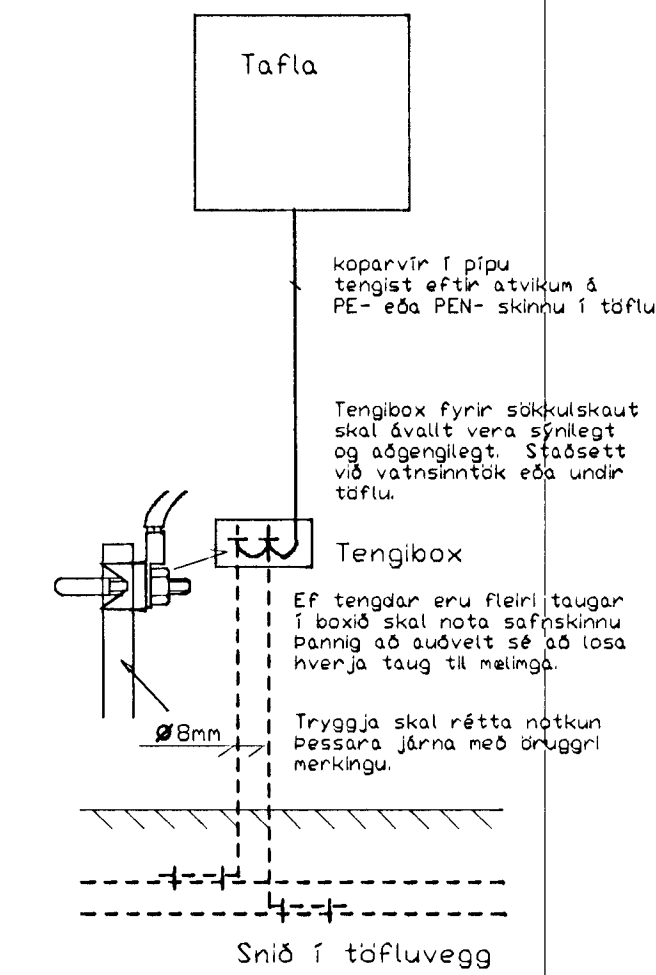 Tafla
koparvír í pípu
tengist eftir atvikum á
PE- eða PEN- skinnu í töflu
Tengibox fyrir sökkulskaut
skal ávallt vera sýnilegt
og aðgengilegt. Staðsett
við vatnsinntök eða undir
töflu.
Tengibox
Ef tengdar eru fleiri taugar
í boxið skal nota safnskinnu
Þannig að auðvelt sé að losa
hverja taug til mælimga.
Ø8mm
Tryggja skal rétta notkun
Þessara járna með öruggri
merkingu.
Snið í töfluvegg